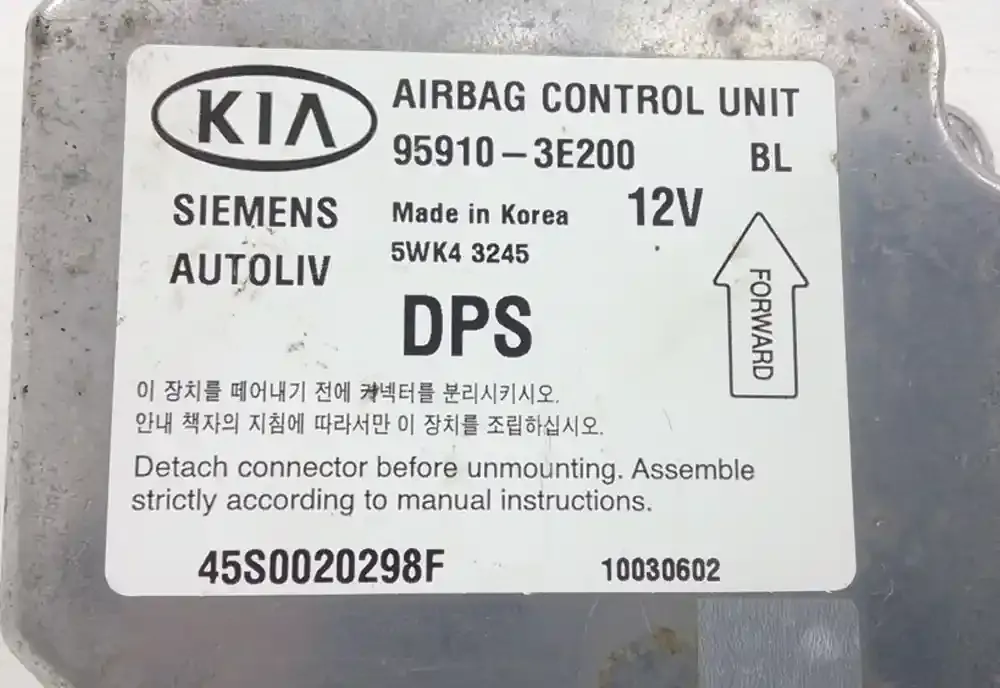 KIA
AIRBAG CONTROL UNIT
95910-3E200 BL
SIEMENS
AUTOLIV
Made in Korea
5WK4 3245
12V
FORWARD
DPS
이 장치를 떼어내기 전에 커넥터를 분리시키시오.
안내 책자의 지침에 따라서만 이 장치를 조립하십시오.
Detach connector before unmounting. Assemble
strictly according to manual instructions.
45S0020298F 10030602